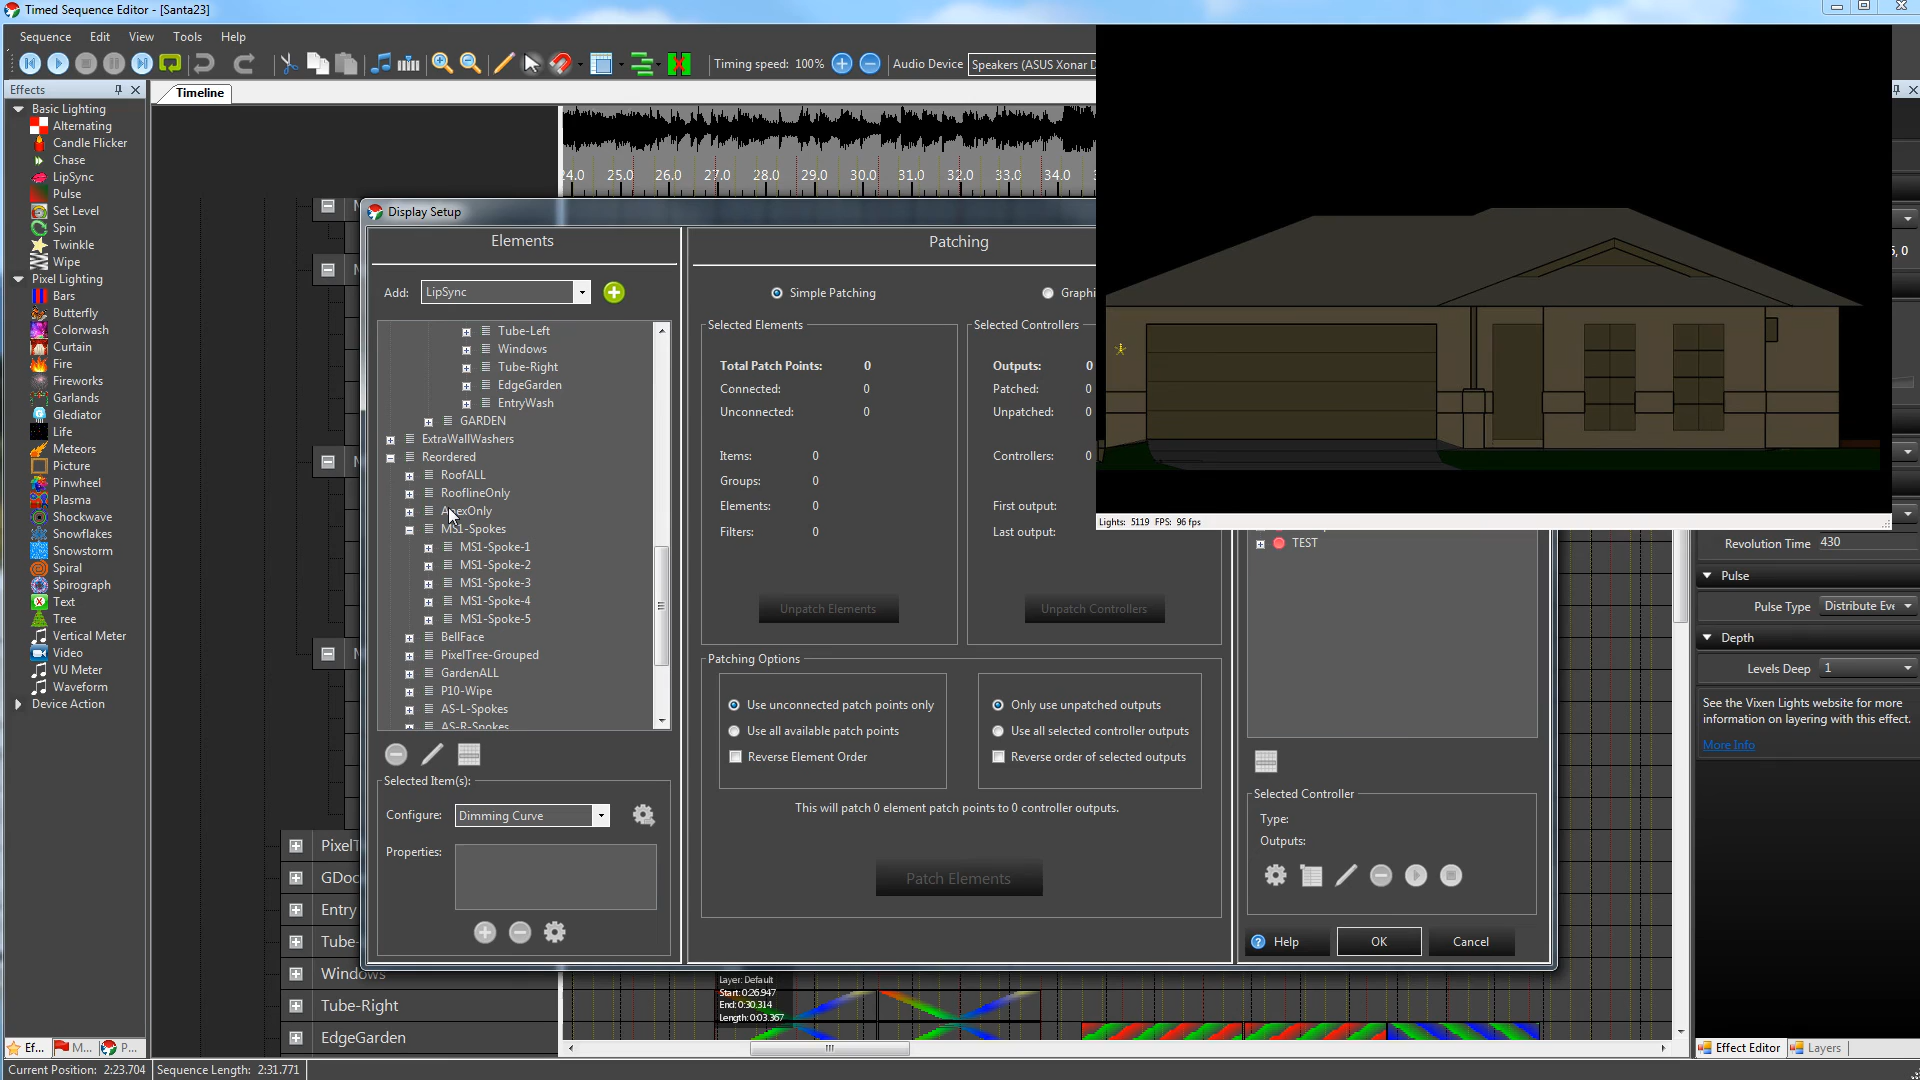 Timed Sequence Editor - [Santa23]
Sequence Edit View Tools Help
Timing speed: 100% Audio Device Speakers (ASUS Xonar D
Effects
Timeline
Basic Lighting
Alternating
Candle Flicker
Chase
LipSync
Pulse
Set Level
Spin
Twinkle
Wipe
Pixel Lighting
Bars
Butterfly
Colorwash
Curtain
Fire
Fireworks
Garlands
Glediator
Life
Meteors
Picture
Pinwheel
Plasma
Shockwave
Snowflakes
Snowstorm
Spiral
Spirograph
Text
Tree
Vertical Meter
Video
VU Meter
Waveform
Device Action
Ef... M... P...
Current Position: 2:23.704 Sequence Length: 2:31.771
24.0 25.0 26.0 27.0 28.0 29.0 30.0 31.0 32.0 33.0 34.0
Display Setup
Elements
Add: LipSync
Tube-Left
Windows
Tube-Right
EdgeGarden
EntryWash
GARDEN
ExtraWallWashers
Reordered
RoofALL
RooflineOnly
ApexOnly
MS1-Spokes
MS1-Spoke-1
MS1-Spoke-2
MS1-Spoke-3
MS1-Spoke-4
MS1-Spoke-5
BellFace
PixelTree-Grouped
GardenALL
P10-Wipe
AS-L-Spokes
AS-R-Spokes
Selected Item(s):
Configure: Dimming Curve
Properties:
Patching
Simple Patching Graphi
Selected Elements
Total Patch Points: 0
Connected: 0
Unconnected: 0
Items: 0
Groups: 0
Elements: 0
Filters: 0
Unpatch Elements
Selected Controllers
Outputs: 0
Patched: 0
Unpatched: 0
Controllers: 0
First output:
Last output:
Unpatch Controllers
Patching Options
Use unconnected patch points only
Use all available patch points
Reverse Element Order
Only use unpatched outputs
Use all selected controller outputs
Reverse order of selected outputs
This will patch 0 element patch points to 0 controller outputs.
Patch Elements
TEST
Selected Controller
Type:
Outputs:
Help OK Cancel
Lights: 5119 FPS: 96 fps
5, 0
Revolution Time 430
Pulse
Pulse Type Distribute Eve
Depth
Levels Deep 1
See the Vixen Lights website for more
information on layering with this effect.
More Info
Effect Editor Layers
PixelT
GDoc
Entry
Tube-
Windows
Tube-Right
EdgeGarden
Layer: Default
Start: 0:26.947
End: 0:30.314
Length: 0:03.367